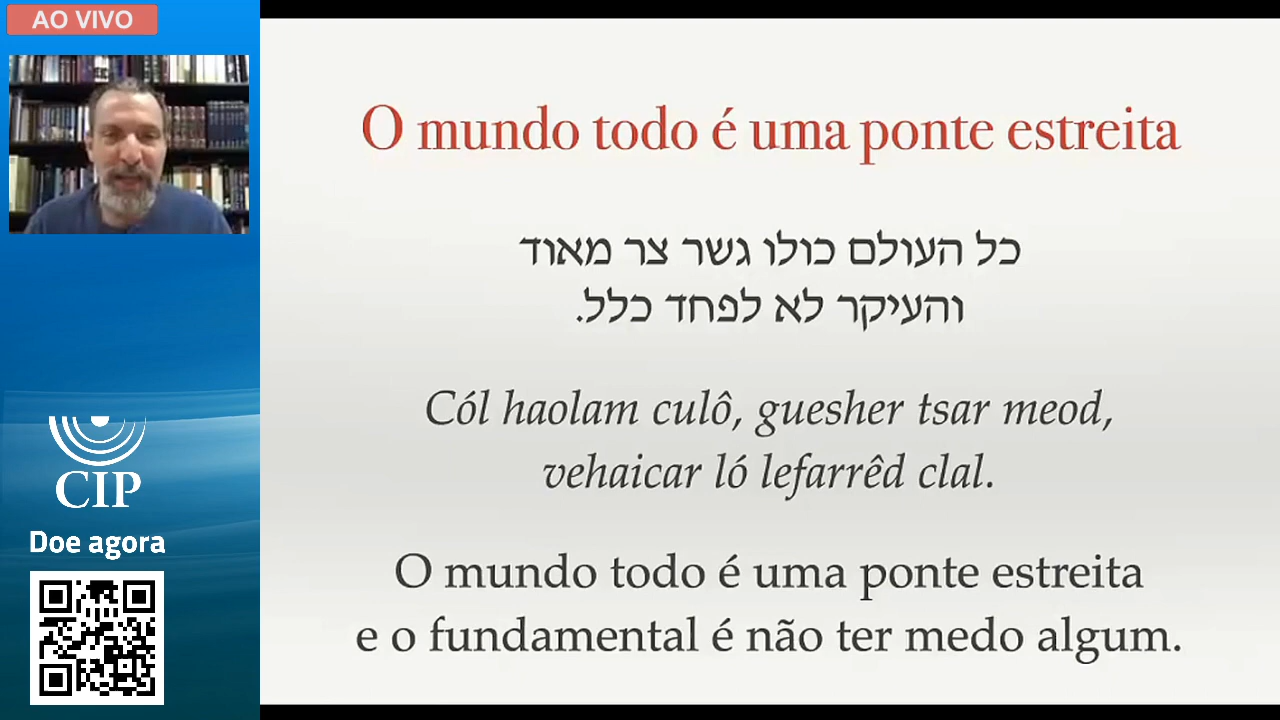 AO VIVO
O mundo todo é uma ponte estreita
כל העולם כולו גשר צר מאוד
והעיקר לא לפחד כלל.
Cól haolam culô, guesher tsar meod,
vehaicar ló lefarrêd clal.
O mundo todo é uma ponte estreita
e o fundamental é não ter medo algum.
CIP
Doe agora